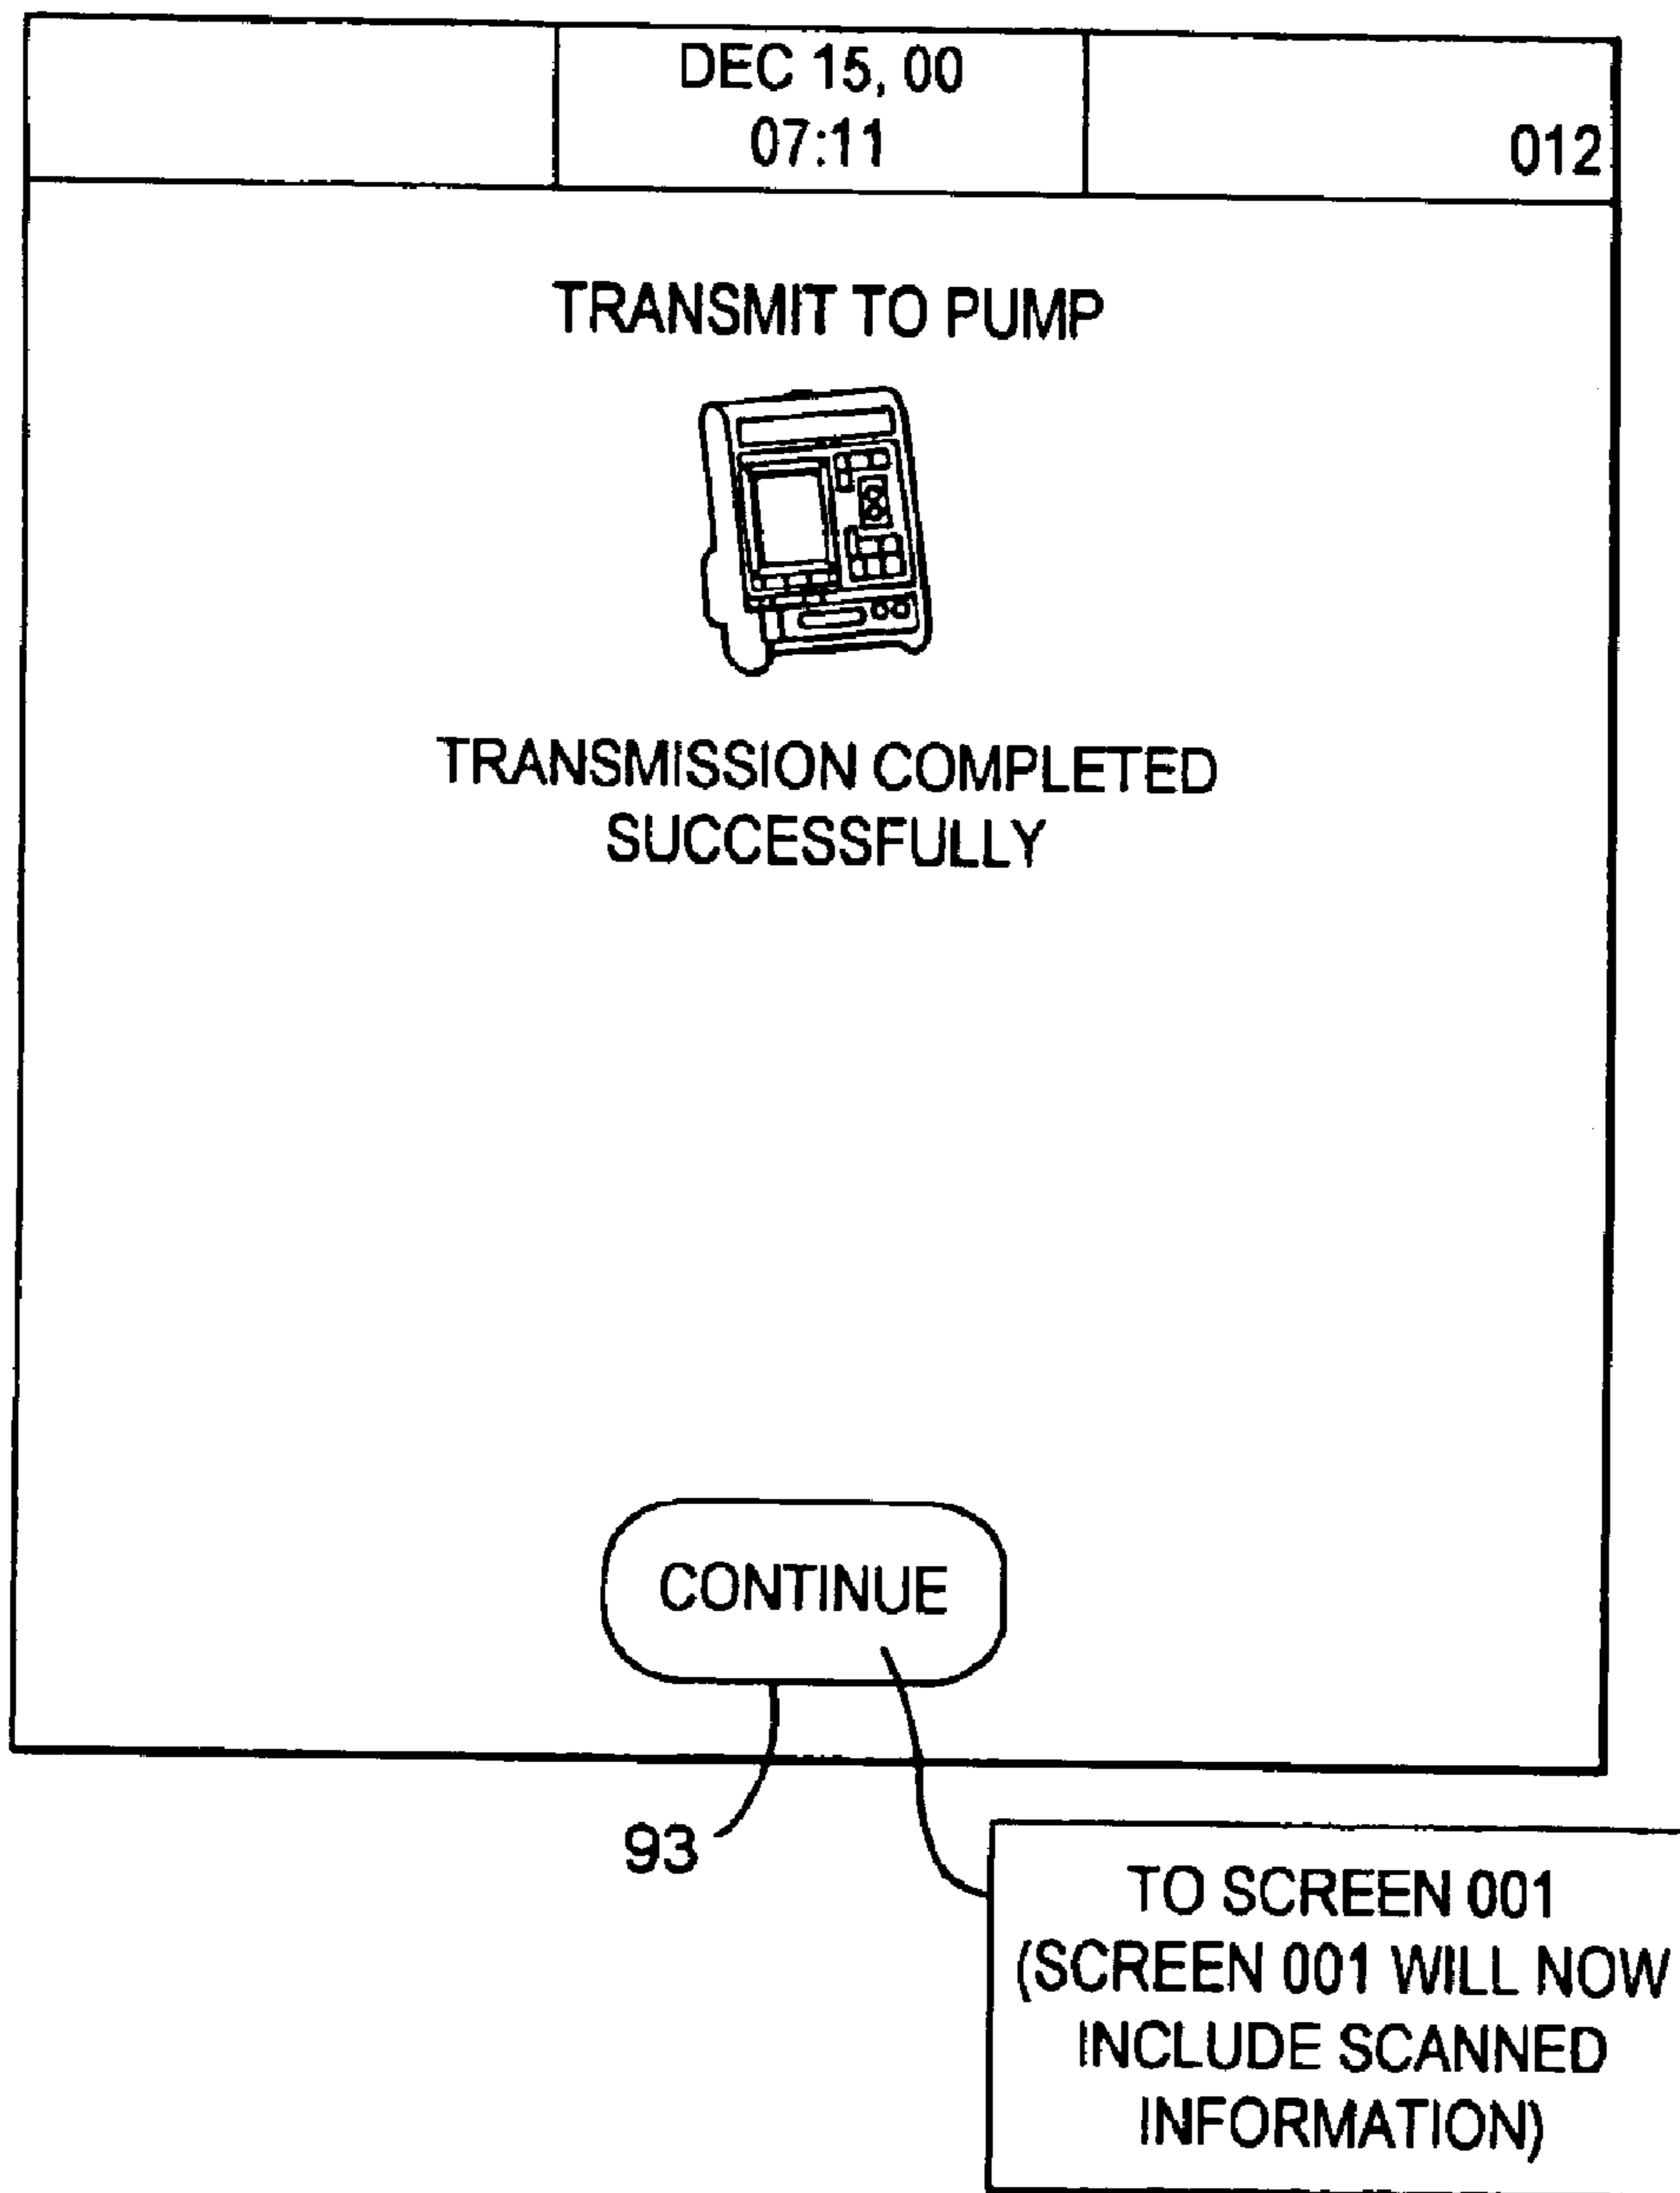 DEC 15, 00
07:11
012
TRANSMIT TO PUMP
TRANSMISSION COMPLETED
SUCCESSFULLY
CONTINUE
93
TO SCREEN 001
(SCREEN 001 WILL NOW
INCLUDE SCANNED
INFORMATION)